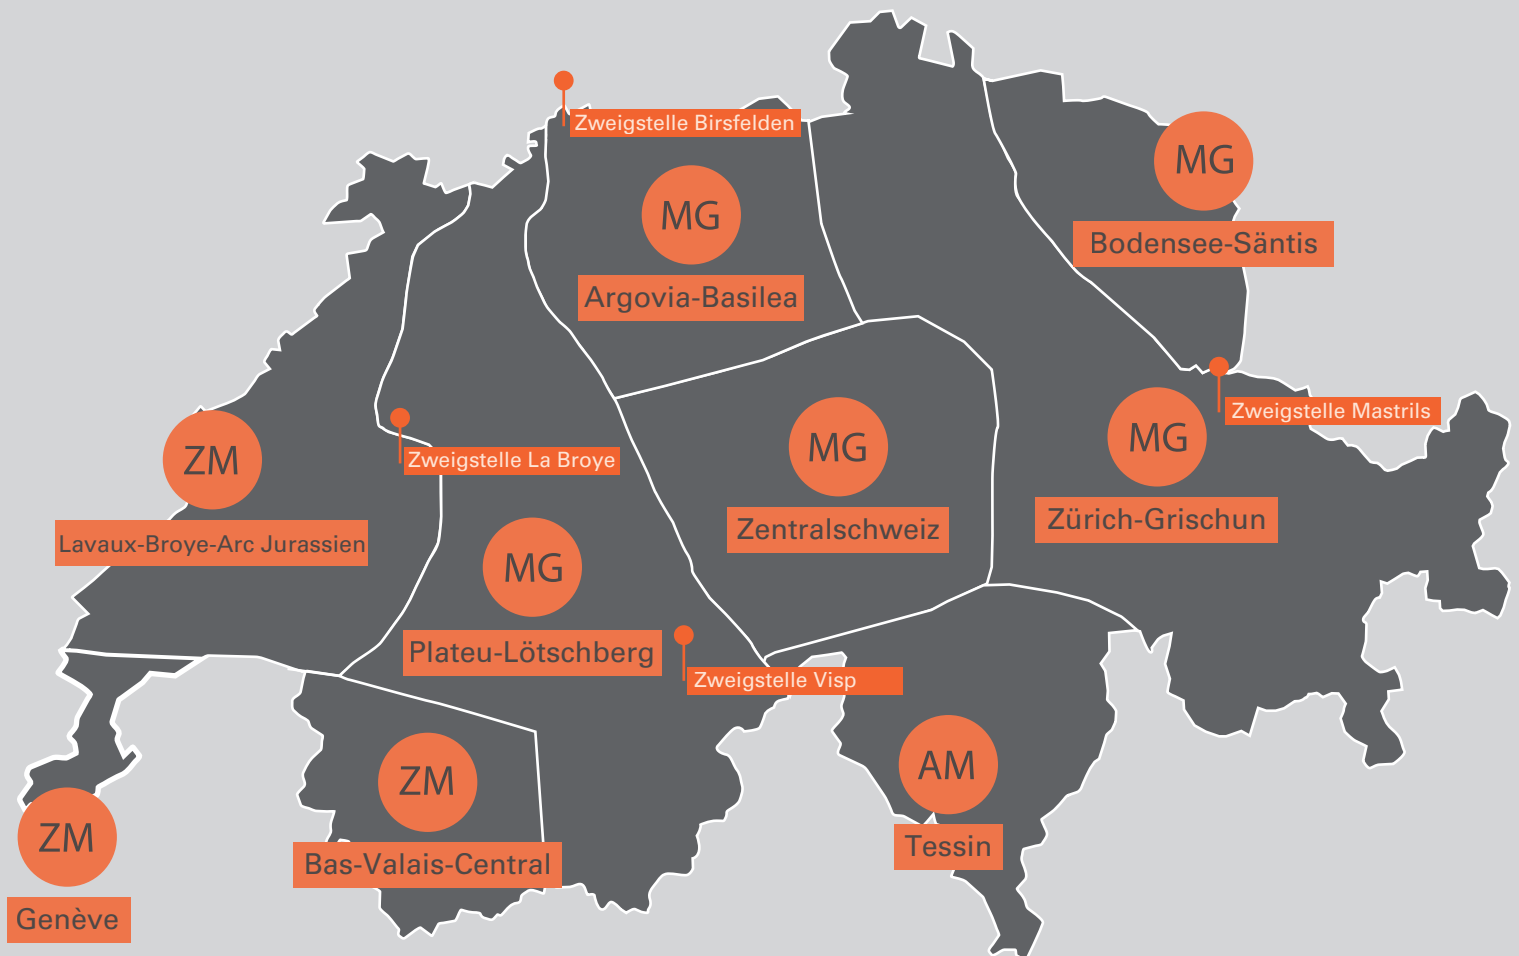 Zweigstelle Birsfelden
MG
Argovia-Basilea
MG
Bodensee-Säntis
Zweigstelle Mastrils
MG
Zürich-Grischun
MG
Zentralschweiz
ZM
Lavaux-Broye-Arc Jurassien
Zweigstelle La Broye
MG
Plateu-Lötschberg
Zweigstelle Visp
AM
Tessin
ZM
Bas-Valais-Central
ZM
Genève